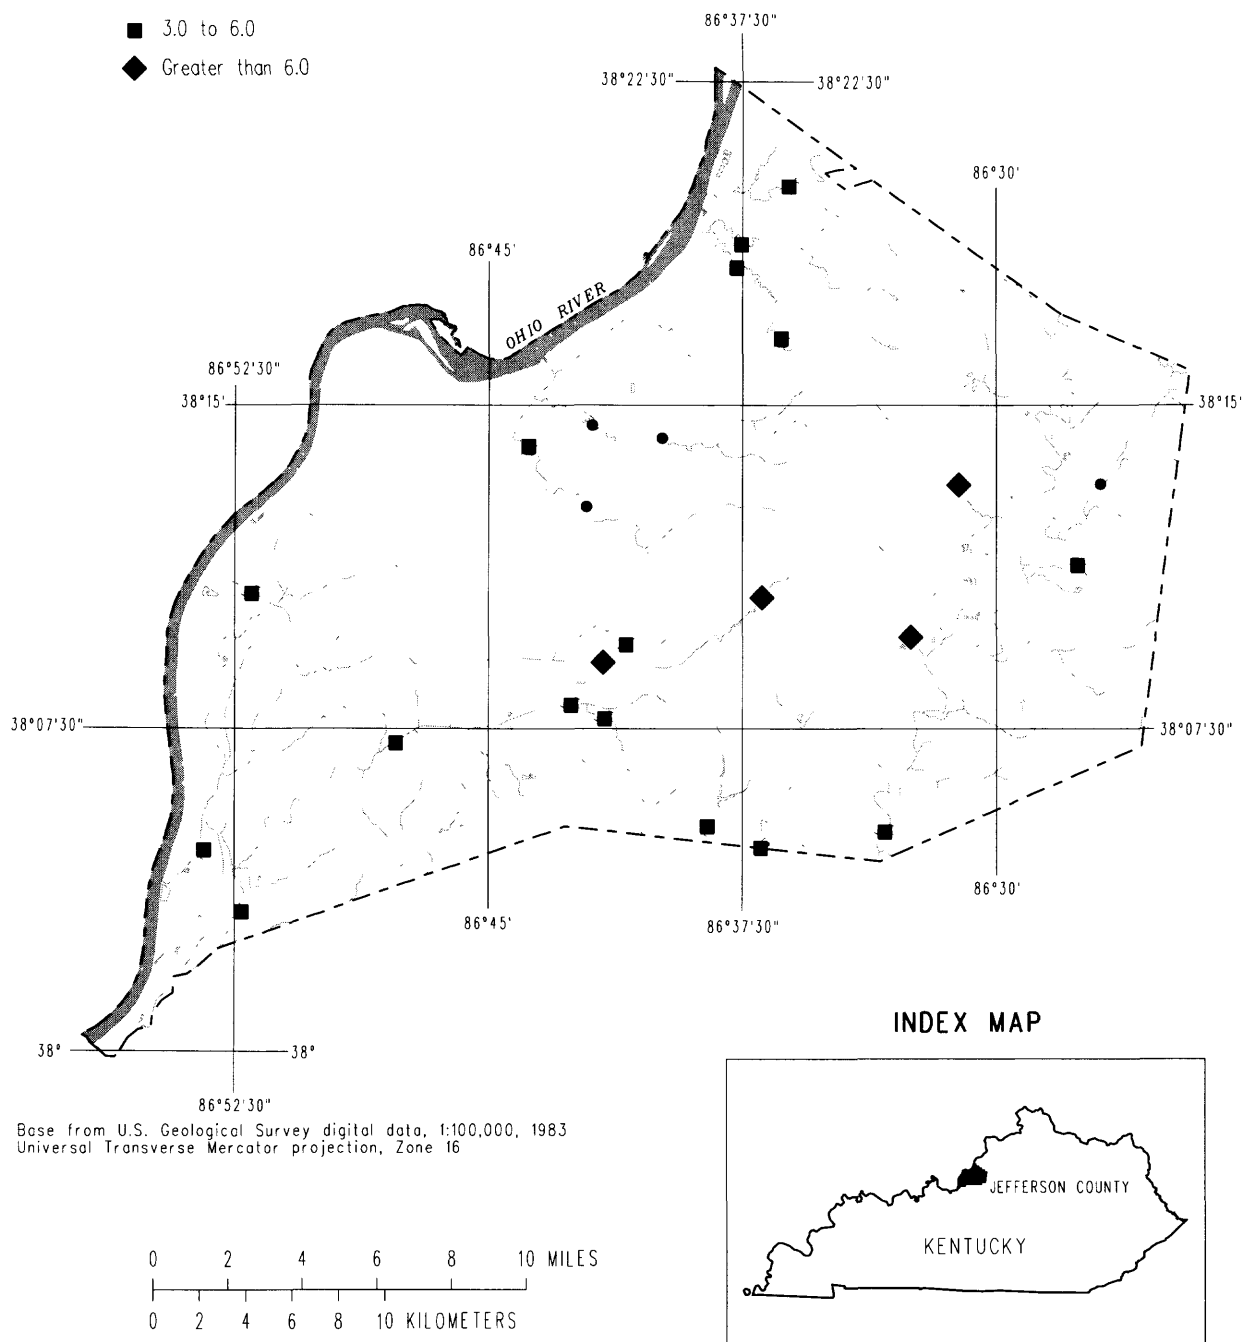 3.0 to 6.0
Greater than 6.0
86°37'30"
38°22'30"
38°22'30"
86°30'
86°45'
OHIO RIVER
86°52'30"
38°15'
38°15'
38°07'30"
38°07'30"
86°30'
86°45'
86°37'30"
38°
38°
86°52'30"
INDEX MAP
Base from U.S. Geological Survey digital data, 1:100,000, 1983
Universal Transverse Mercator projection, Zone 16
JEFFERSON COUNTY
KENTUCKY
0 2 4 6 8 10 MILES
0 2 4 6 8 10 KILOMETERS